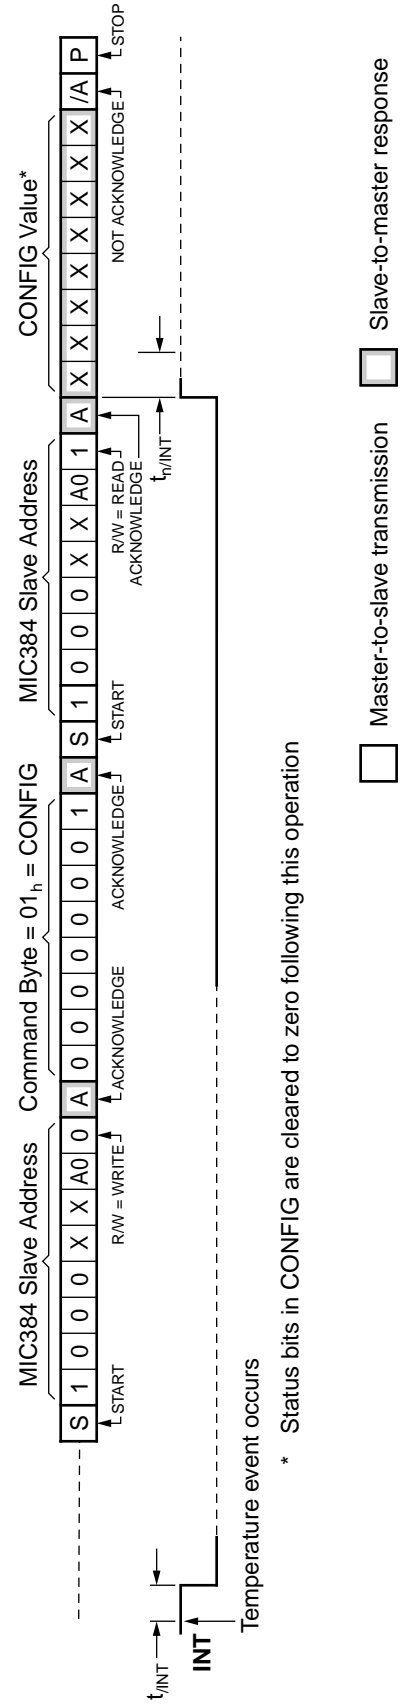 MIC384 Slave Address
Command Byte = 01h = CONFIG
MIC384 Slave Address
CONFIG Value*
S 1 0 0 0 X X A0 0 A 0 0 0 0 0 0 0 1 A S 1 0 0 0 X X A0 1 A X X X X X X X X /A P
START
R/W = WRITE
ACKNOWLEDGE
ACKNOWLEDGE
START
R/W = READ
ACKNOWLEDGE
NOT ACKNOWLEDGE
STOP
t/INT
tn/INT
INT
Temperature event occurs
* Status bits in CONFIG are cleared to zero following this operation
Master-to-slave transmission
Slave-to-master response